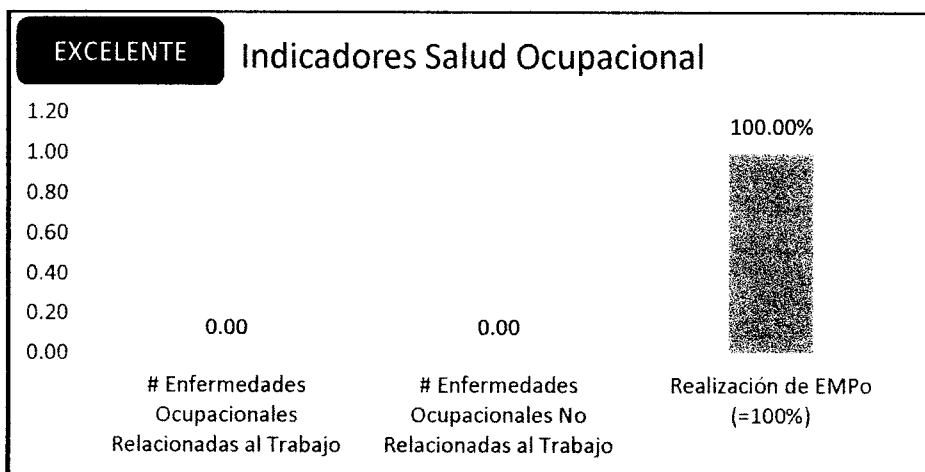 EXCELENTE
Indicadores Salud Ocupacional
1.20
1.00
0.80
0.60
0.40
0.20
0.00
0.00
0.00
100.00%
# Enfermedades
Ocupacionales
Relacionadas al Trabajo
# Enfermedades
Ocupacionales No
Relacionadas al Trabajo
Realización de EMPo
(=100%)